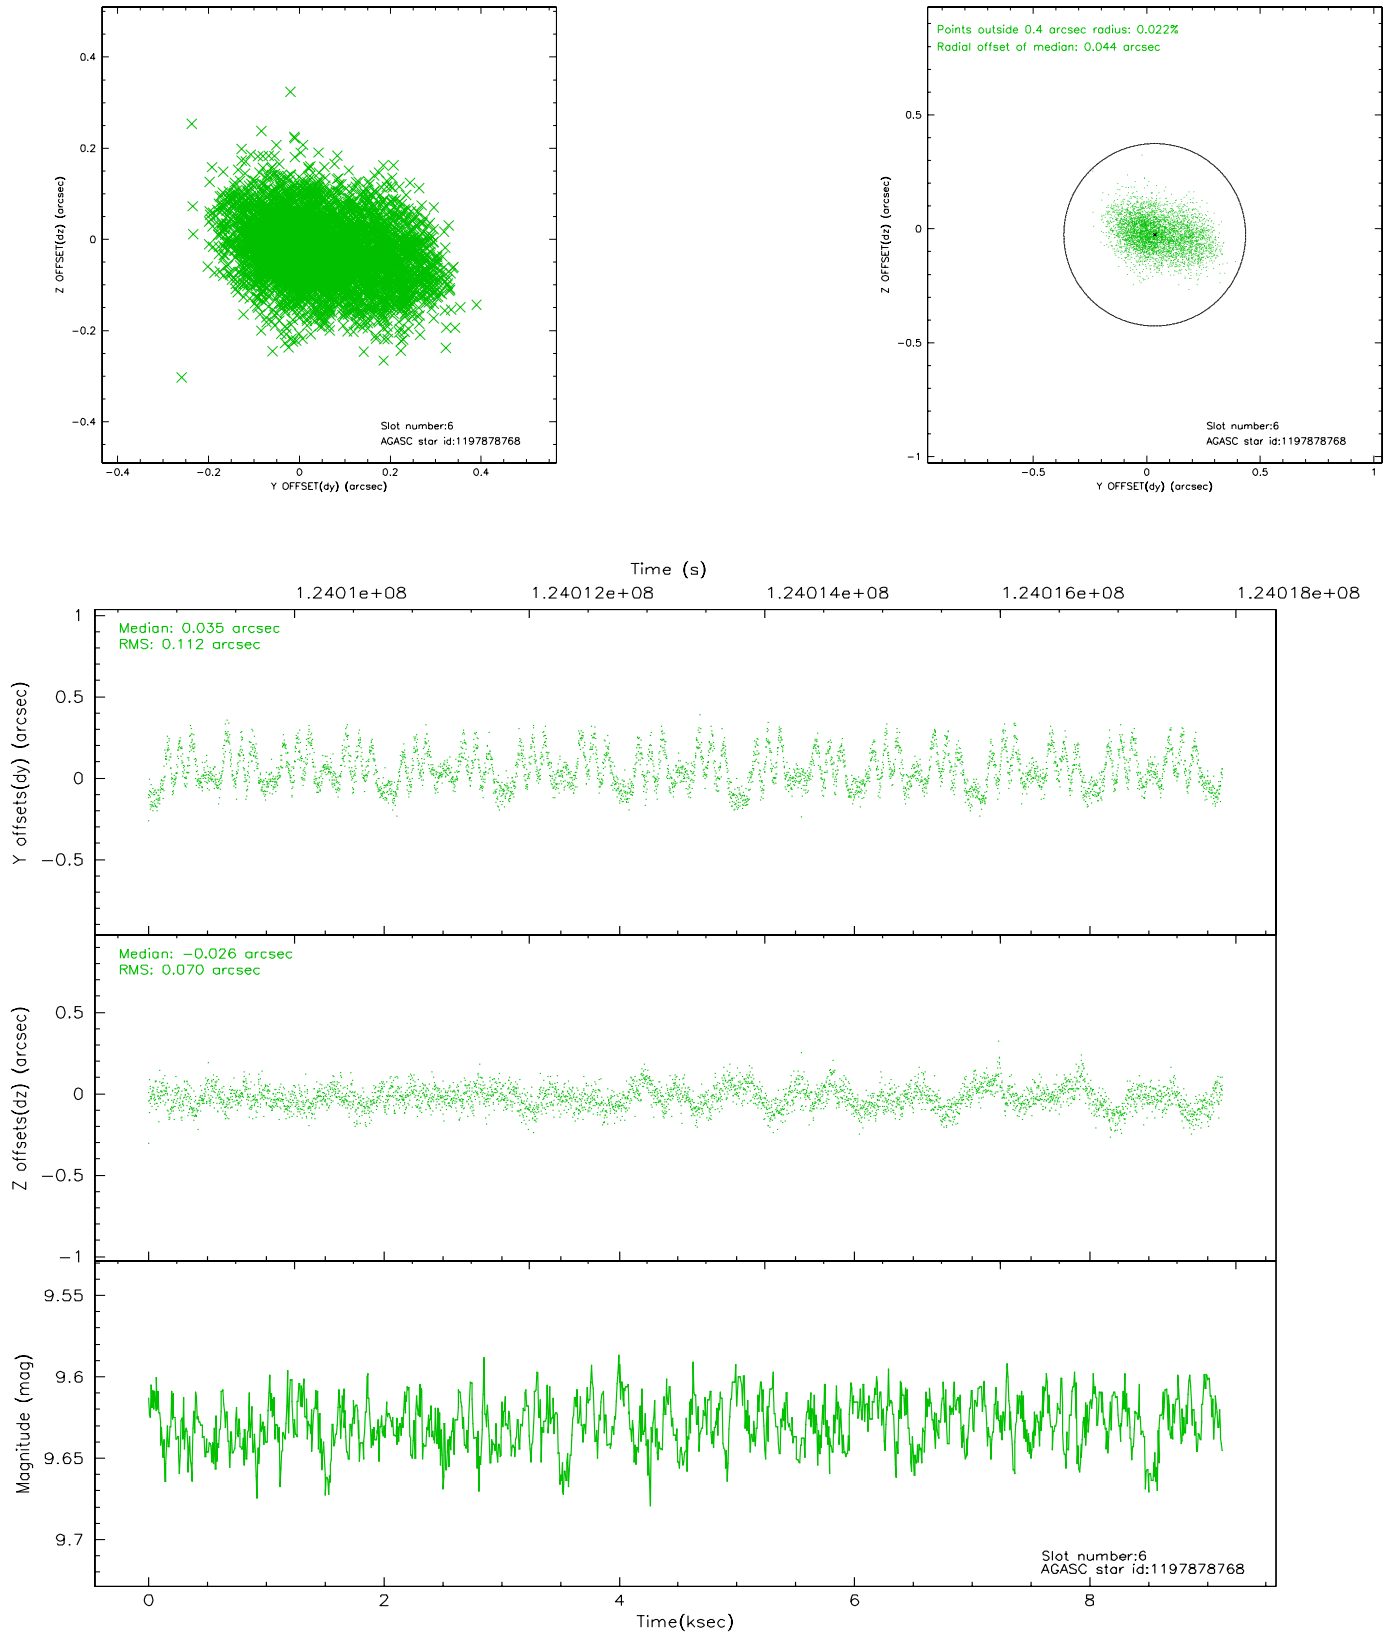 0.4
0.2
0
−0.2
−0.4
Z OFFSET(dz) (arcsec)
Slot number:6
AGASC star id:1197878768
−0.4 −0.2 0 0.2 0.4
Y OFFSET(dy) (arcsec)
Points outside 0.4 arcsec radius: 0.022%
Radial offset of median: 0.044 arcsec
0.5
0
−0.5
−1
Z OFFSET(dz) (arcsec)
Slot number:6
AGASC star id:1197878768
−0.5 0 0.5 1
Y OFFSET(dy) (arcsec)
Time (s)
1.2401e+08 1.24012e+08 1.24014e+08 1.24016e+08 1.24018e+08
1
0.5
0
−0.5
Y offsets(dy) (arcsec)
Median: 0.035 arcsec
RMS: 0.112 arcsec
0.5
0
−0.5
−1
Z offsets(dz) (arcsec)
Median: −0.026 arcsec
RMS: 0.070 arcsec
9.55
9.6
9.65
9.7
Magnitude (mag)
Slot number:6
AGASC star id:1197878768
0 2 4 6 8
Time(ksec)